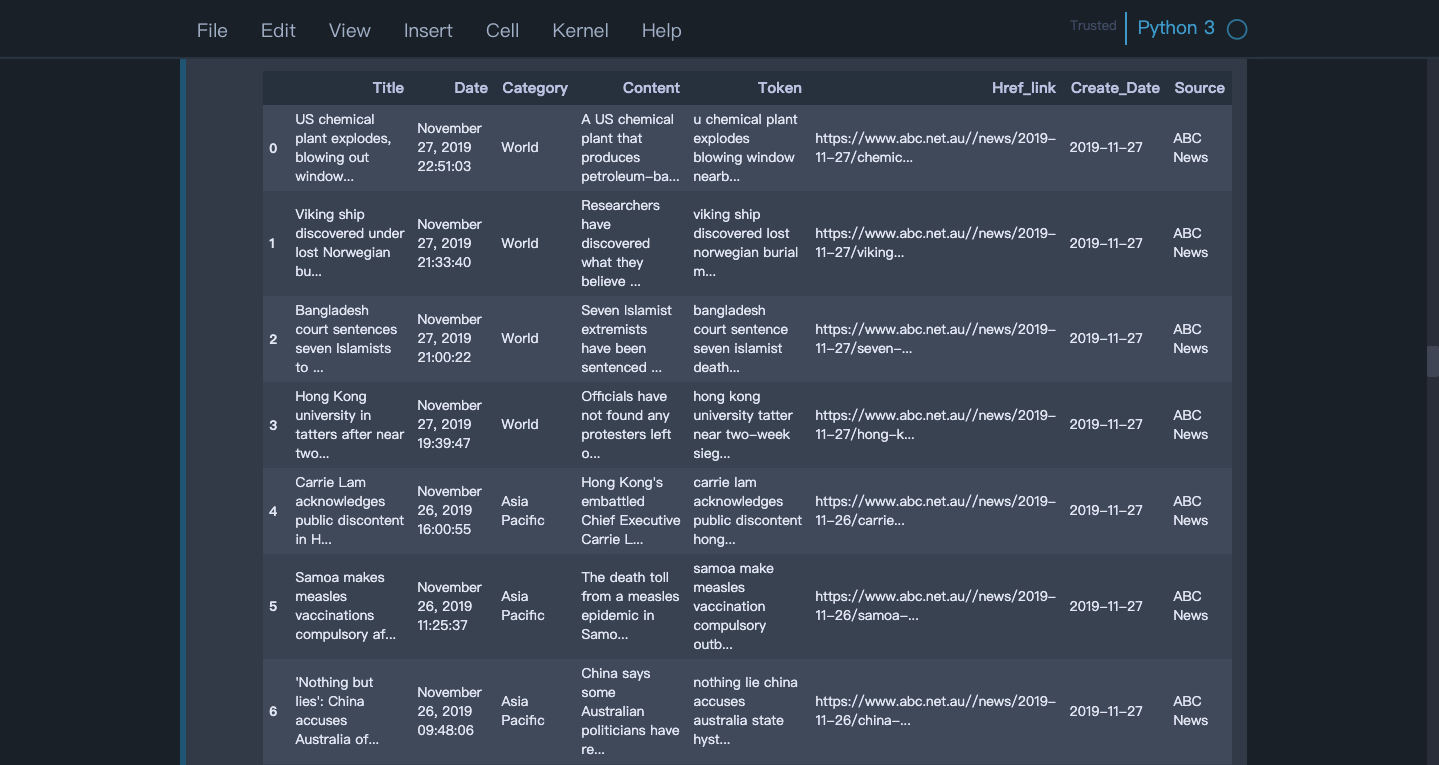 File Edit View Insert Cell Kernel Help Trusted Python 3
Title Date Category Content Token Href_link Create_Date Source
0
US chemical
plant explodes,
blowing out
window...
November
27, 2019
22:51:03
World
A US chemical
plant that
produces
petroleum-ba...
u chemical plant
explodes
blowing window
nearb...
https://www.abc.net.au//news/2019-
11-27/chemic...
2019-11-27
ABC
News
1
Viking ship
discovered under
lost Norwegian
bu...
November
27, 2019
21:33:40
World
Researchers
have
discovered
what they
believe ...
viking ship
discovered lost
norwegian burial
m...
https://www.abc.net.au//news/2019-
11-27/viking...
2019-11-27
ABC
News
2
Bangladesh
court sentences
seven Islamists
to ...
November
27, 2019
21:00:22
World
Seven Islamist
extremists
have been
sentenced ...
bangladesh
court sentence
seven islamist
death...
https://www.abc.net.au//news/2019-
11-27/seven-...
2019-11-27
ABC
News
3
Hong Kong
university in
tatters after near
two...
November
27, 2019
19:39:47
World
Officials have
not found any
protesters left
o...
hong kong
university tatter
near two-week
sieg...
https://www.abc.net.au//news/2019-
11-27/hong-k...
2019-11-27
ABC
News
4
Carrie Lam
acknowledges
public discontent
in H...
November
26, 2019
16:00:55
Asia
Pacific
Hong Kong's
embattled
Chief Executive
Carrie L...
carrie lam
acknowledges
public discontent
hong...
https://www.abc.net.au//news/2019-
11-26/carrie...
2019-11-27
ABC
News
5
Samoa makes
measles
vaccinations
compulsory af...
November
26, 2019
11:25:37
Asia
Pacific
The death toll
from a measles
epidemic in
Samo...
samoa make
measles
vaccination
compulsory
outb...
https://www.abc.net.au//news/2019-
11-26/samoa-...
2019-11-27
ABC
News
6
'Nothing but
lies': China
accuses
Australia of...
November
26, 2019
09:48:06
Asia
Pacific
China says
some
Australian
politicians have
re...
nothing lie china
accuses
australia state
hyst...
https://www.abc.net.au//news/2019-
11-26/china-...
2019-11-27
ABC
News